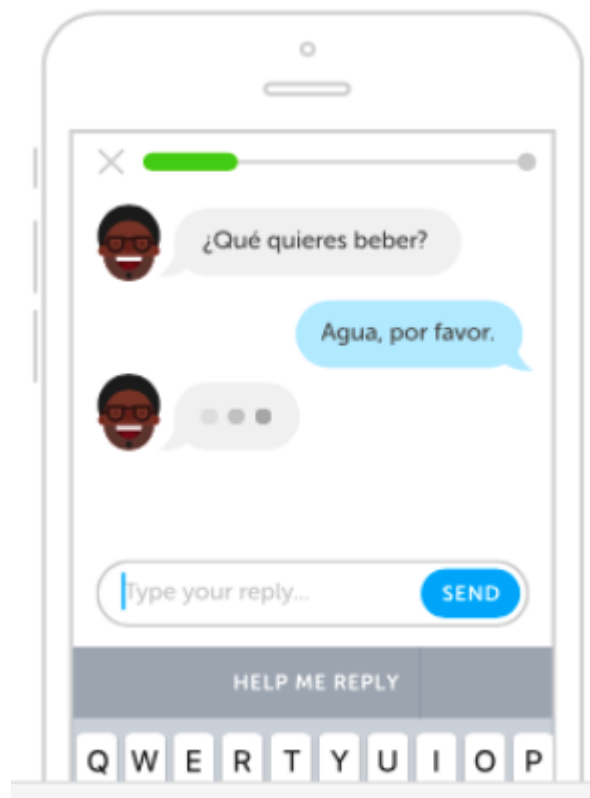 ¿Qué quieres beber?
Agua, por favor.
Type your reply...
SEND
HELP ME REPLY
Q W E R T Y U I O P